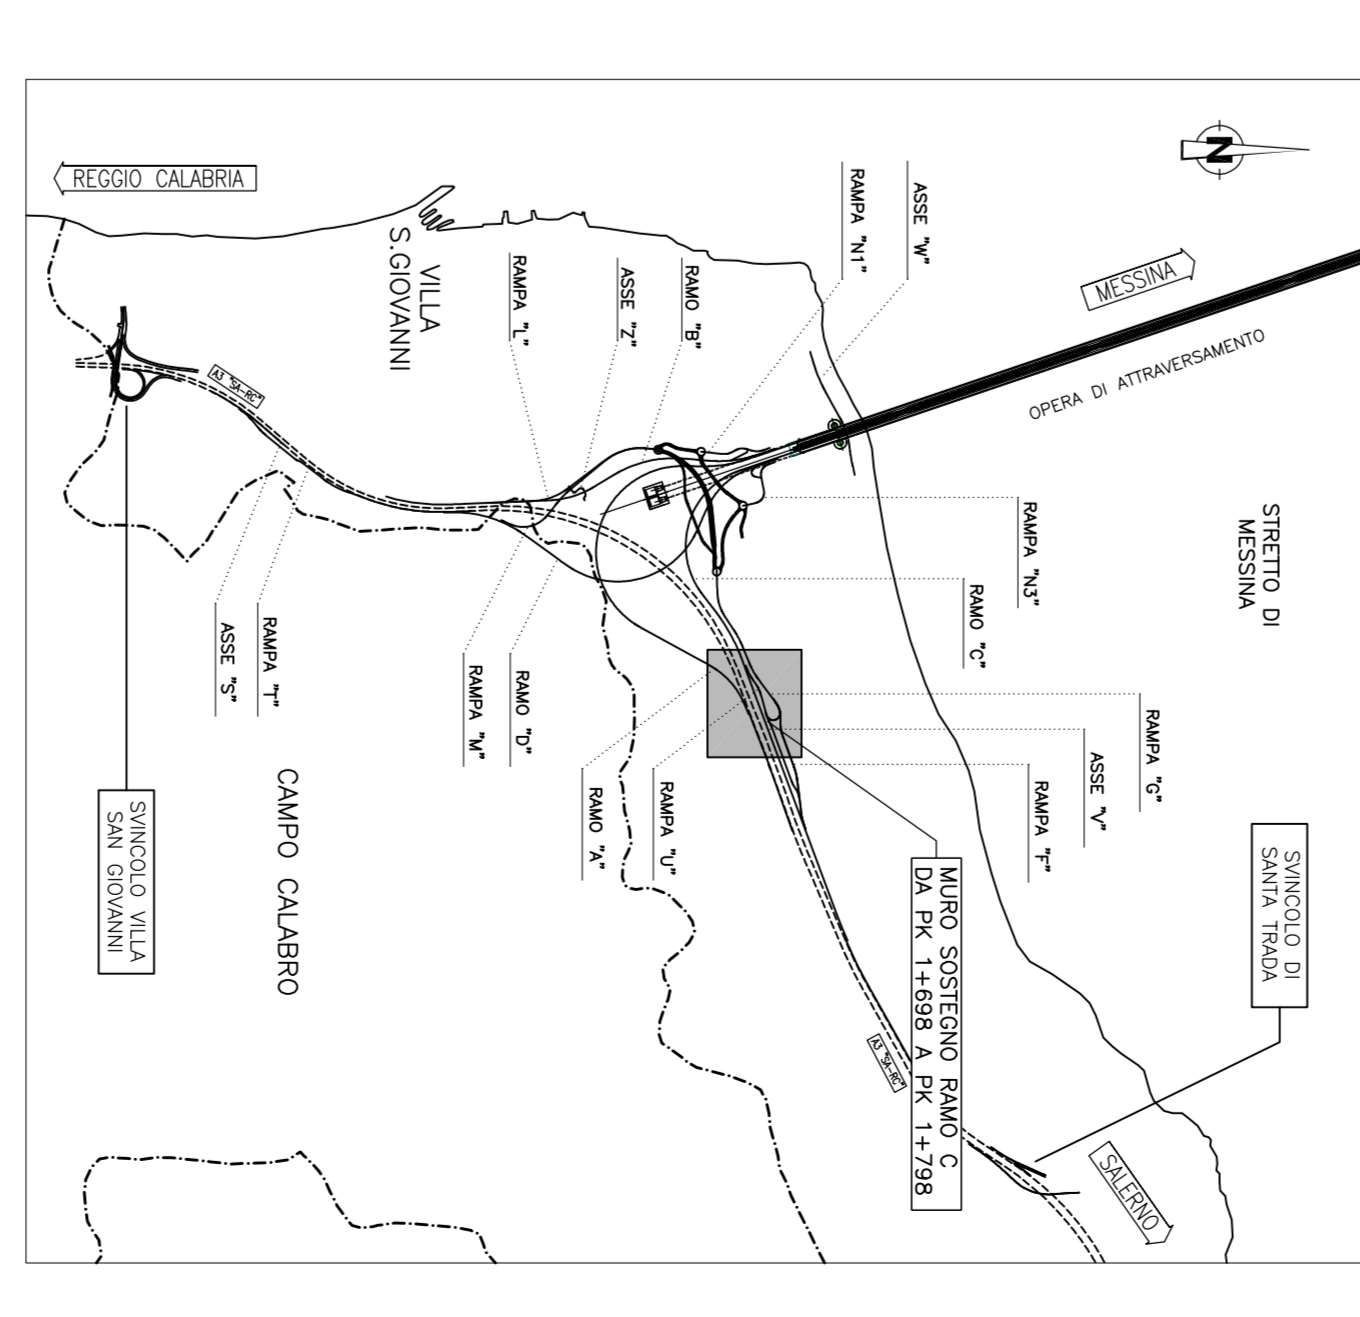 REGGIO CALABRIA
N
MESSINA
OPERA DI ATTRAVERSAMENTO
STRETTO DI
MESSINA
VILLA
S.GIOVANNI
ASSE "W"
RAMPA "N1"
RAMO "B"
ASSE "Z"
RAMPA "L"
A3 "SA-RC"
RAMPA "N3"
RAMO "C"
RAMPA "G"
ASSE "V"
RAMPA "F"
RAMPA "T"
ASSE "S"
RAMO "D"
RAMPA "M"
RAMPA "U"
RAMO "A"
CAMPO CALABRO
SVINCOLO VILLA
SAN GIOVANNI
MURO SOSTEGNO RAMO C
DA PK 1+698 A PK 1+798
SVINCOLO DI
SANTA TRADA
A3 "SA-RC"
SALERNO